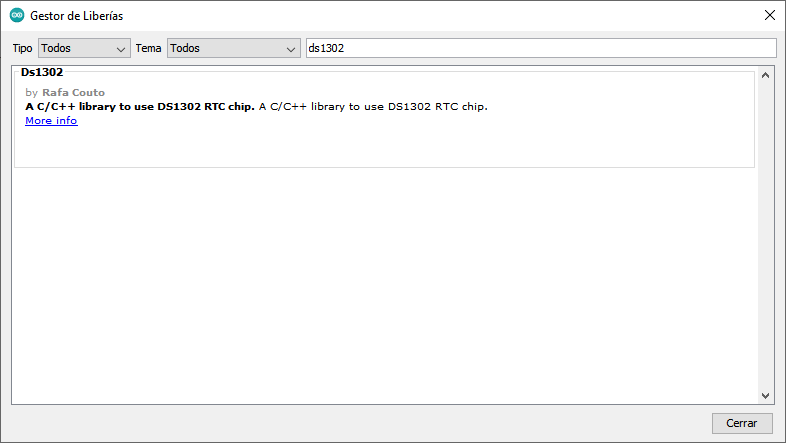 Gestor de Liberías
Tipo Todos Tema Todos ds1302
Ds1302
by Rafa Couto
A C/C++ library to use DS1302 RTC chip. A C/C++ library to use DS1302 RTC chip.
More info
Cerrar